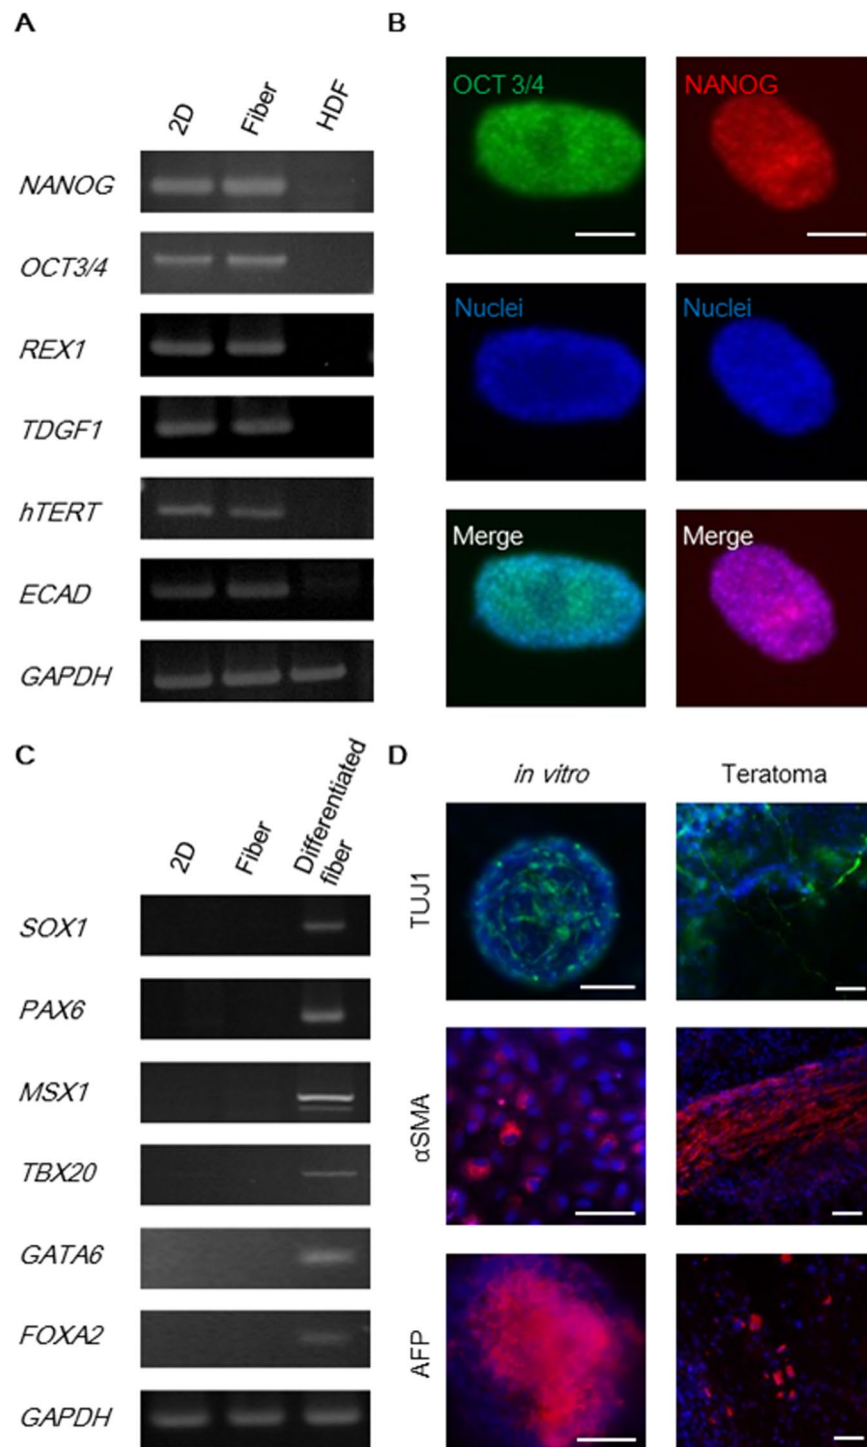 A
2D
Fiber
HDF
NANOG
OCT3/4
REX1
TDGF1
hTERT
ECAD
GAPDH
B
OCT 3/4
NANOG
Nuclei
Nuclei
Merge
Merge
C
2D
Fiber
Differentiated
fiber
SOX1
PAX6
MSX1
TBX20
GATA6
FOXA2
GAPDH
D
in vitro
Teratoma
TUJ1
αSMA
AFP